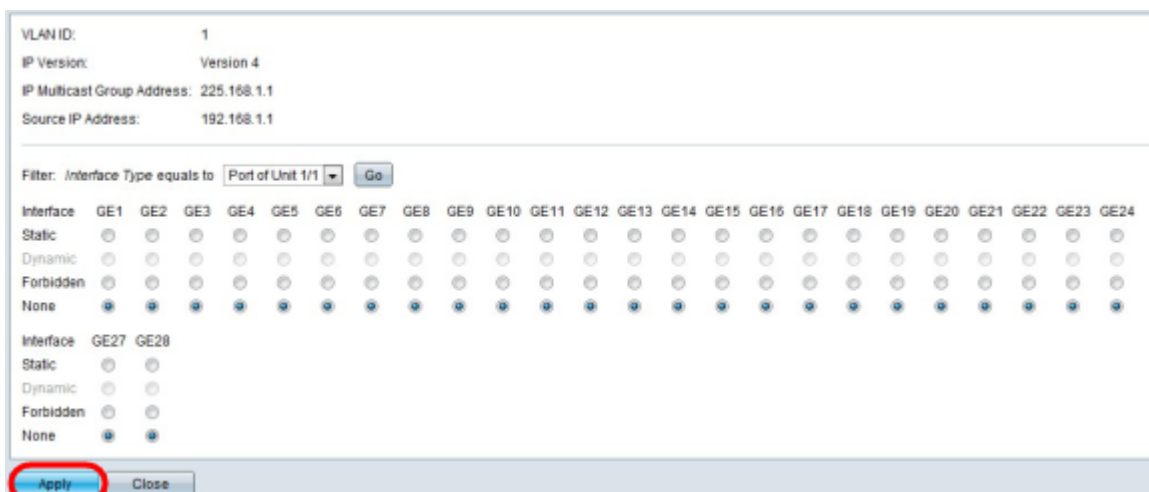 VLAN ID: 1
IP Version: Version 4
IP Multicast Group Address: 225.168.1.1
Source IP Address: 192.168.1.1
Filter: Interface Type equals to Port of Unit 1/1 Go
Interface GE1 GE2 GE3 GE4 GE5 GE6 GE7 GE8 GE9 GE10 GE11 GE12 GE13 GE14 GE15 GE16 GE17 GE18 GE19 GE20 GE21 GE22 GE23 GE24
Static
Dynamic
Forbidden
None
Interface GE27 GE28
Static
Dynamic
Forbidden
None
Apply Close